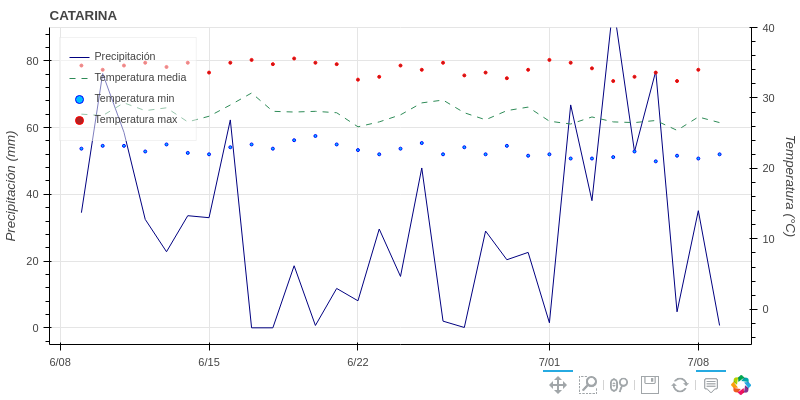 CATARINA
Precipitación
Temperatura media
Temperatura min
Temperatura max
Precipitación (mm)
80
60
40
20
0
Temperatura (°C)
40
30
20
10
0
6/08
6/15
6/22
7/01
7/08